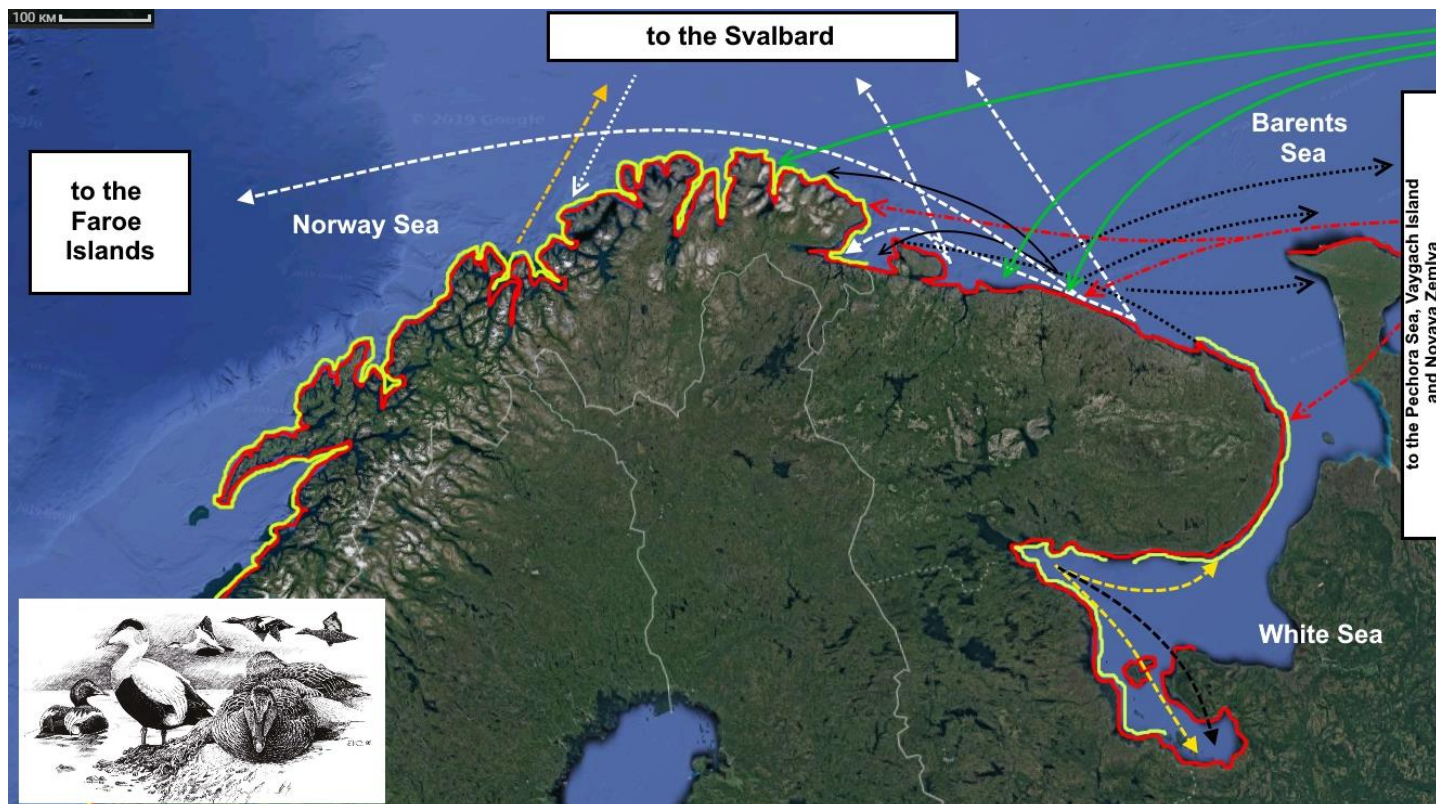 100 км
to the Svalbard
© 2019 Google
Barents
Sea
to the
Faroe
Islands
Norway Sea
to the Pechora Sea, Vaygach Island
and Novaya Zemlya
White Sea